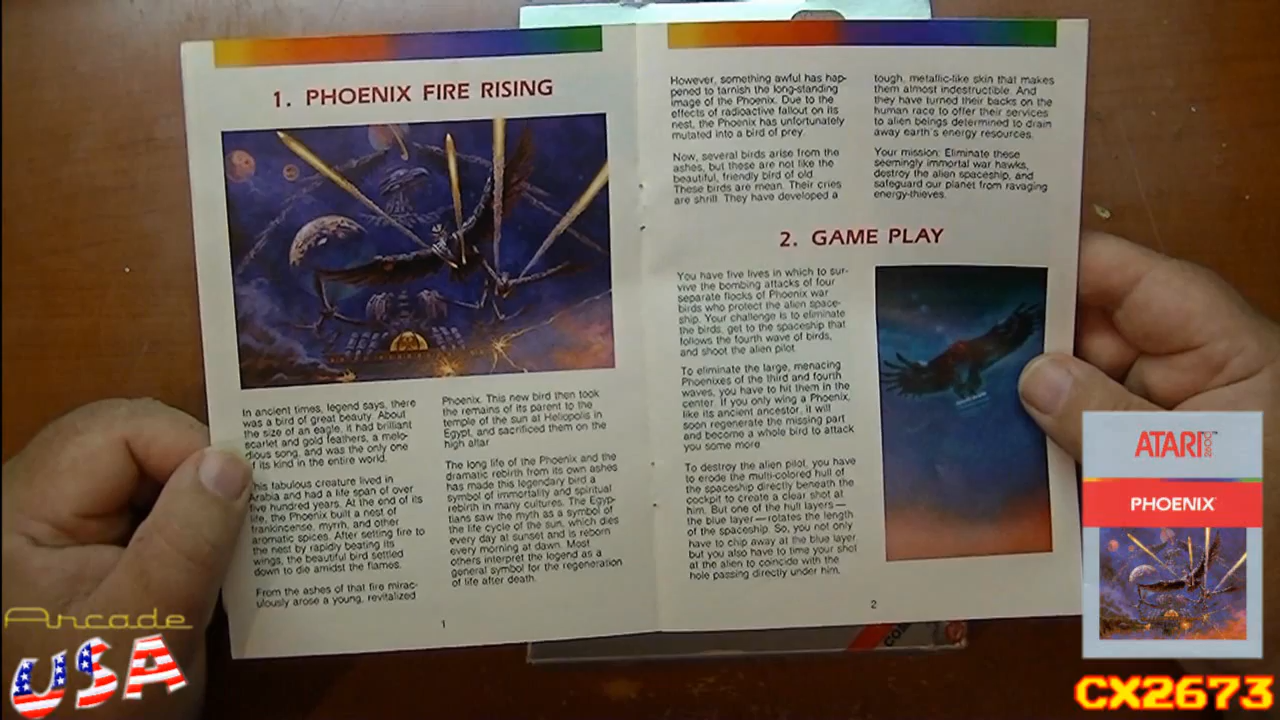 1. PHOENIX FIRE RISING
In ancient times, legend says, there
was a bird of great beauty. About
the size of an eagle, it had brilliant
scarlet and gold feathers, a melo-
dious song, and was the only one
of its kind in the entire world.
This fabulous creature lived in
Arabia and had a life span of over
five hundred years. At the end of its
life, the Phoenix built a nest of
frankincense, myrrh, and other
aromatic spices. After setting fire to
the nest by rapidly beating its
wings, the beautiful bird settled
down to die amidst the flames.
From the ashes of that fire mirac-
ulously arose a young, revitalized
Phoenix. This new bird then took
the remains of its parent to the
temple of the sun at Heliopolis in
Egypt, and sacrificed them on the
high altar.
The long life of the Phoenix and the
dramatic rebirth from its own ashes
has made this legendary bird a
symbol of immortality and spiritual
rebirth in many cultures. The Egyp-
tians saw the myth as a symbol of
the life cycle of the sun, which dies
every day at sunset and is reborn
every morning at dawn. Most
others interpret the legend as a
general symbol for the regeneration
of life after death.
1
However, something awful has hap-
pened to tarnish the long-standing
image of the Phoenix. Due to the
effects of radioactive fallout on its
nest, the Phoenix has unfortunately
mutated into a bird of prey.
Now, several birds arise from the
ashes, but these are not like the
beautiful, friendly bird of old.
These birds are mean. Their cries
are shrill. They have developed a
tough, metallic-like skin that makes
them almost indestructible. And
they have turned their backs on the
human race to offer their services
to alien beings determined to drain
away earth's energy resources.
Your mission: Eliminate these
seemingly immortal war hawks,
destroy the alien spaceship, and
safeguard our planet from ravaging
energy-thieves.
2. GAME PLAY
You have five lives in which to sur-
vive the bombing attacks of four
separate flocks of Phoenix war
birds who protect the alien space-
ship. Your challenge is to eliminate
the birds, get to the spaceship that
follows the fourth wave of birds,
and shoot the alien pilot.
To eliminate the large, menacing
Phoenixes of the third and fourth
waves, you have to hit them in the
center. If you only wing a Phoenix,
like its ancient ancestor, it will
soon regenerate the missing part
and become a whole bird to attack
you some more.
To destroy the alien pilot, you have
to erode the multi-colored hull of
the spaceship directly beneath the
cockpit to create a clear shot at
him. But one of the hull layers—
the blue layer—rotates the length
of the spaceship. So, you not only
have to chip away at the blue layer,
but you also have to time your shot
at the alien to coincide with the
hole passing directly under him.
2
ATARI 2600
PHOENIX
CX2673
Arcade
USA